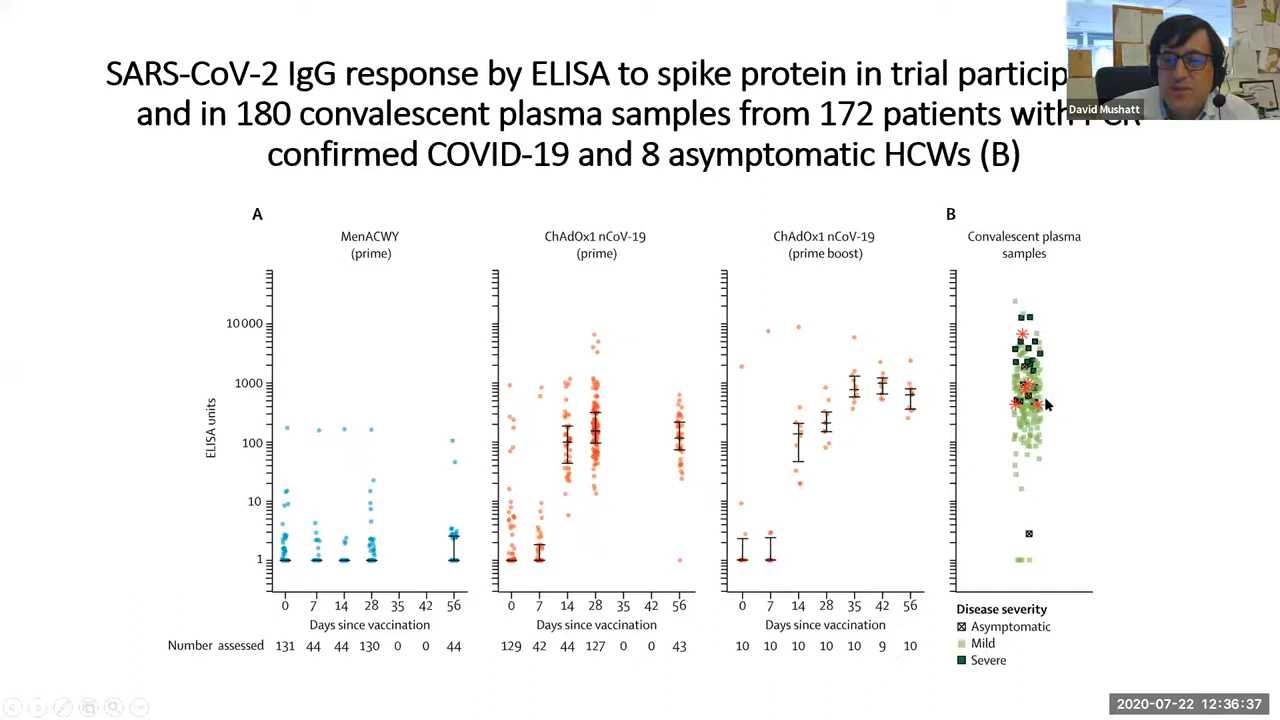 SARS-CoV-2 IgG response by ELISA to spike protein in trial
and in 180 convalescent plasma samples from 172 patients with
confirmed COVID-19 and 8 asymptomatic HCWs (B)
David Mushatt
A
B
MenACWY
(prime)
ChAdOx1 nCoV-19
(prime)
ChAdOx1 nCoV-19
(prime boost)
Convalescent plasma
samples
ELISA units
10 000
1000
100
10
1
0 7 14 28 35 42 56
0 7 14 28 35 42 56
0 7 14 28 35 42 56
Days since vaccination
Days since vaccination
Days since vaccination
Number assessed 131 44 44 130 0 0 44
129 42 44 127 0 0 43
10 10 10 10 10 9 10
Disease severity
Asymptomatic
Mild
Severe
2020-07-22 12:36:37